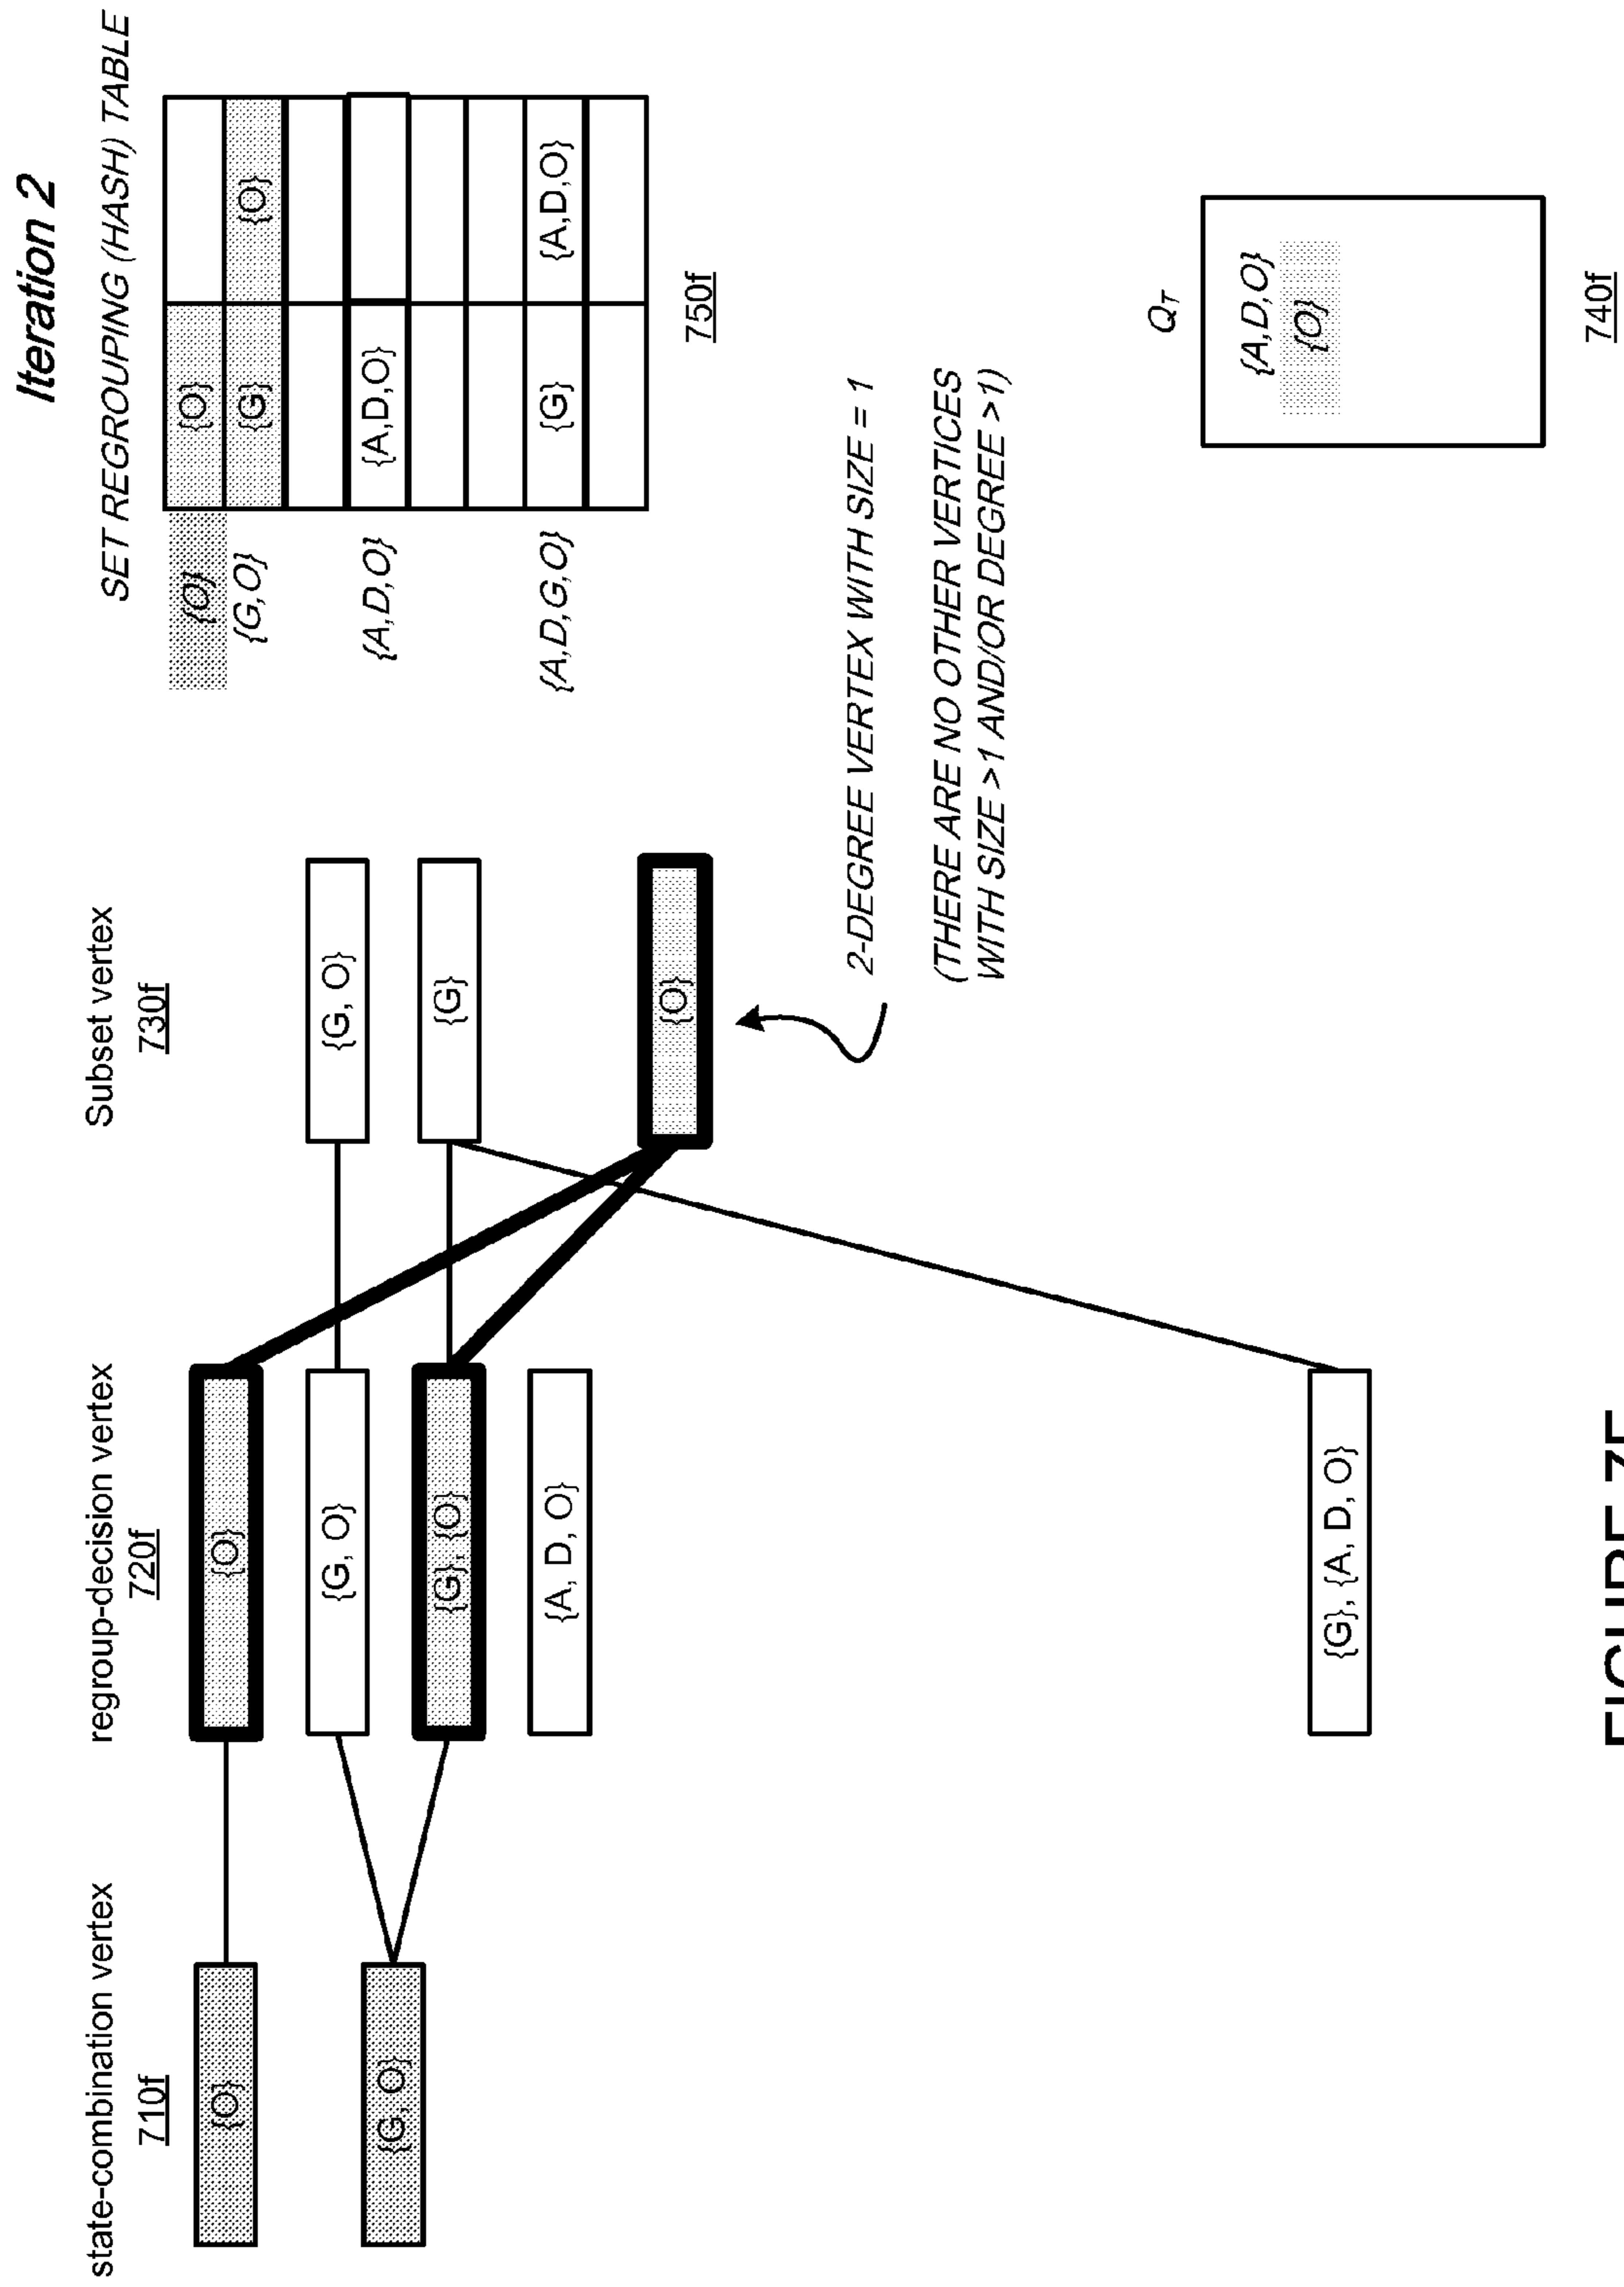 Iteration 2
state-combination vertex
710f
{O}
{G, O}
regroup-decision vertex
720f
{O}
{G, O}
{G}, {O}
{A, D, O}
{G}, {A, D, O}
Subset vertex
730f
{G, O}
{G}
{O}
2-DEGREE VERTEX WITH SIZE = 1
(THERE ARE NO OTHER VERTICES
WITH SIZE >1 AND/OR DEGREE >1)
SET REGROUPING (HASH) TABLE
{O} {O}
{G,O} {G} {O}
{A,D,O} {A,D,O}
{A,D,G,O} {G} {A,D,O}
750f
QT
{A,D,O}
{O}
740f